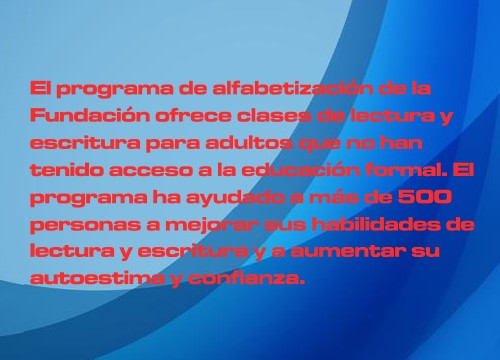 El programa de alfabetización de la
Fundación ofrece clases de lectura y
escritura para adultos que no han
tenido acceso a la educación formal. El
programa ha ayudado a más de 500
personas a mejorar sus habilidades de
lectura y escritura y a aumentar su
autoestima y confianza.